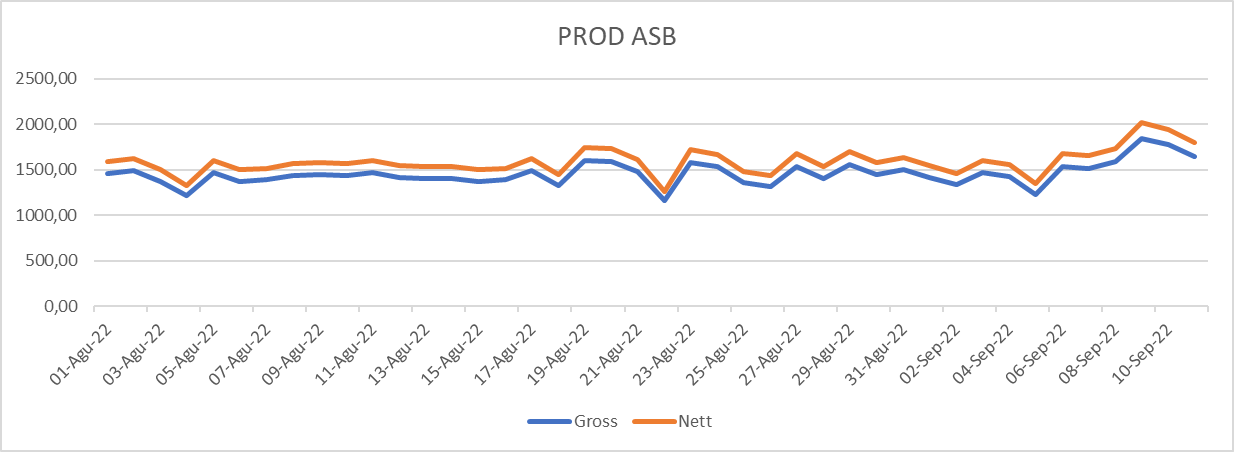 PROD ASB
2500,00
2000,00
1500,00
1000,00
500,00
0,00
01-Agu-22
03-Agu-22
05-Agu-22
07-Agu-22
09-Agu-22
11-Agu-22
13-Agu-22
15-Agu-22
17-Agu-22
19-Agu-22
21-Agu-22
23-Agu-22
25-Agu-22
27-Agu-22
29-Agu-22
31-Agu-22
02-Sep-22
04-Sep-22
06-Sep-22
08-Sep-22
10-Sep-22
Gross Nett